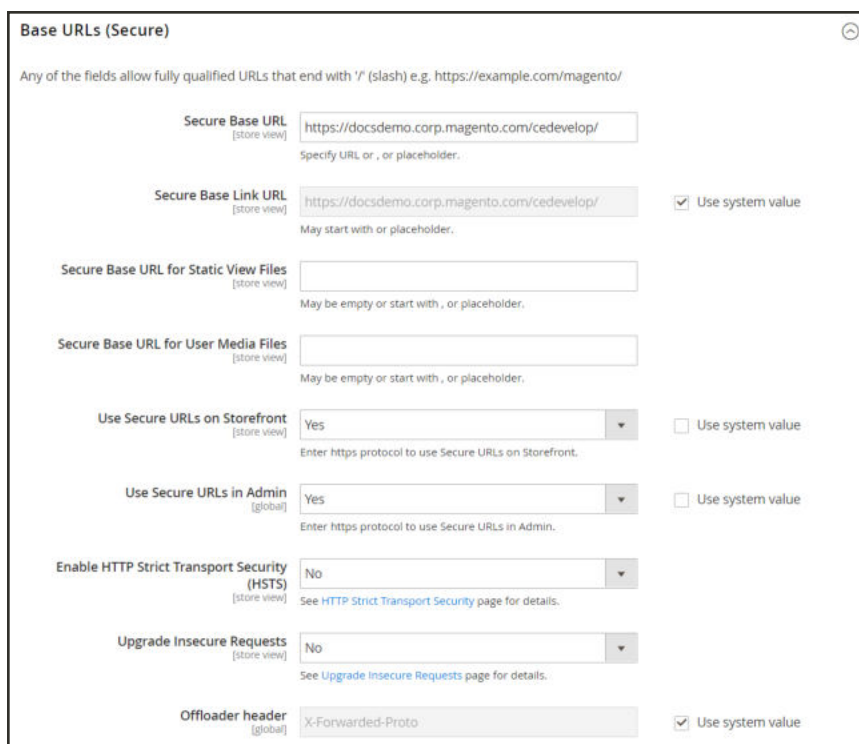 Base URLs (Secure)
Any of the fields allow fully qualified URLs that end with '/' (slash) e.g. https://example.com/magento/
Secure Base URL
[store view]
https://docsdemo.corp.magento.com/cedevelop/
Specify URL or , or placeholder.
Secure Base Link URL
[store view]
https://docsdemo.corp.magento.com/cedevelop/
Use system value
May start with or placeholder.
Secure Base URL for Static View Files
[store view]
May be empty or start with , or placeholder.
Secure Base URL for User Media Files
[store view]
May be empty or start with , or placeholder.
Use Secure URLs on Storefront
[store view]
Yes
Use system value
Enter https protocol to use Secure URLs on Storefront.
Use Secure URLs in Admin
[global]
Yes
Use system value
Enter https protocol to use Secure URLs in Admin.
Enable HTTP Strict Transport Security
(HSTS)
[store view]
No
See HTTP Strict Transport Security page for details.
Upgrade Insecure Requests
[store view]
No
See Upgrade Insecure Requests page for details.
Offloader header
[global]
X-Forwarded-Proto
Use system value